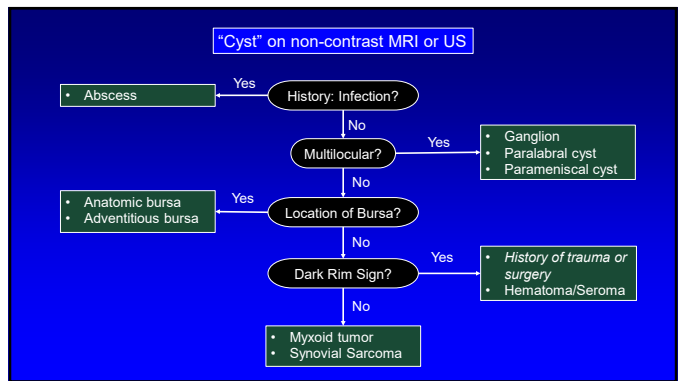 “Cyst” on non-contrast MRI or US
Yes
• Abscess
History: Infection?
No
Yes
• Ganglion
• Paralabral cyst
• Parameniscal cyst
Multilocular?
No
• Anatomic bursa
• Adventitious bursa
Yes
Location of Bursa?
No
Yes
• History of trauma or
surgery
• Hematoma/Seroma
Dark Rim Sign?
No
• Myxoid tumor
• Synovial Sarcoma